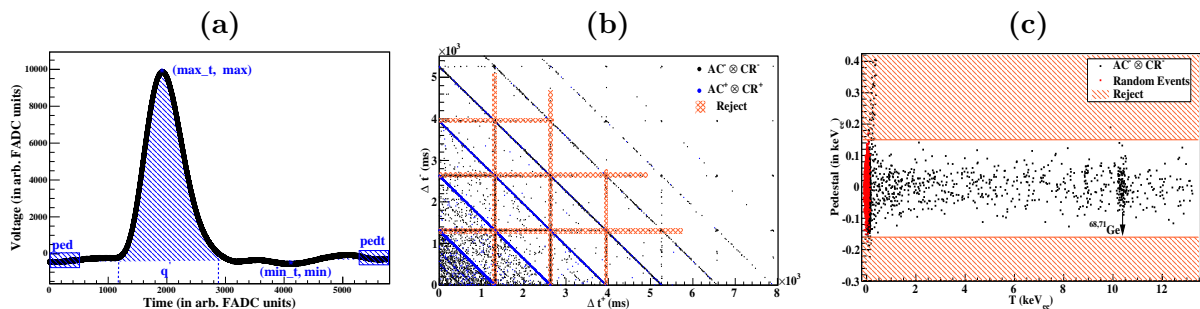 (a)
Voltage (in arb. FADC units)
10000
8000
6000
4000
2000
0
(max_t, max)
ped
pedt
q
(min_t, min)
0
1000
2000
3000
4000
5000
Time (in arb. FADC units)
(b)
×10³
Δt⁻ (ms)
5
4
3
2
1
0
AC⁻ ⊗ CR⁻
AC⁺ ⊗ CR⁺
Reject
0
1
2
3
4
5
6
7
8
×10³
Δt⁺ (ms)
(c)
Pedestal (in keVee)
0.4
0.3
0.2
0.1
0
-0.1
-0.2
0.3
AC⁻ ⊗ CR⁻
Random Events
Reject
68,71Ge
0
2
4
6
8
10
12
T (keVee)